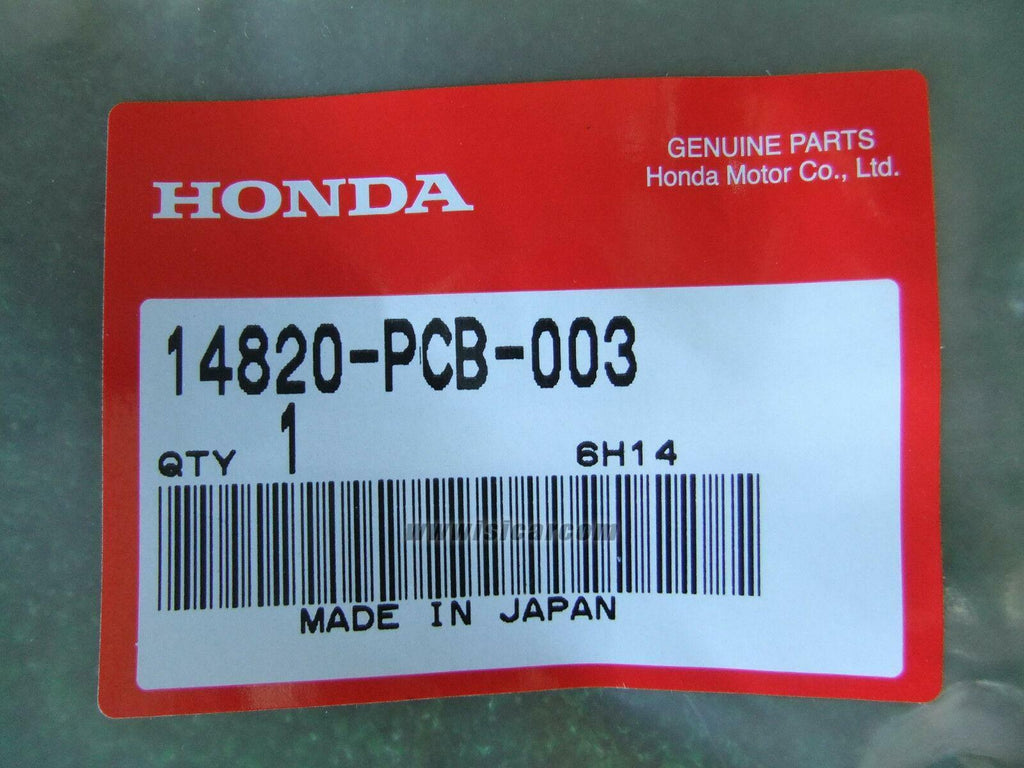 HONDA
GENUINE PARTS
Honda Motor Co., Ltd.
14820-PCB-003
QTY 1 6H14
www.isicar.com
MADE IN JAPAN